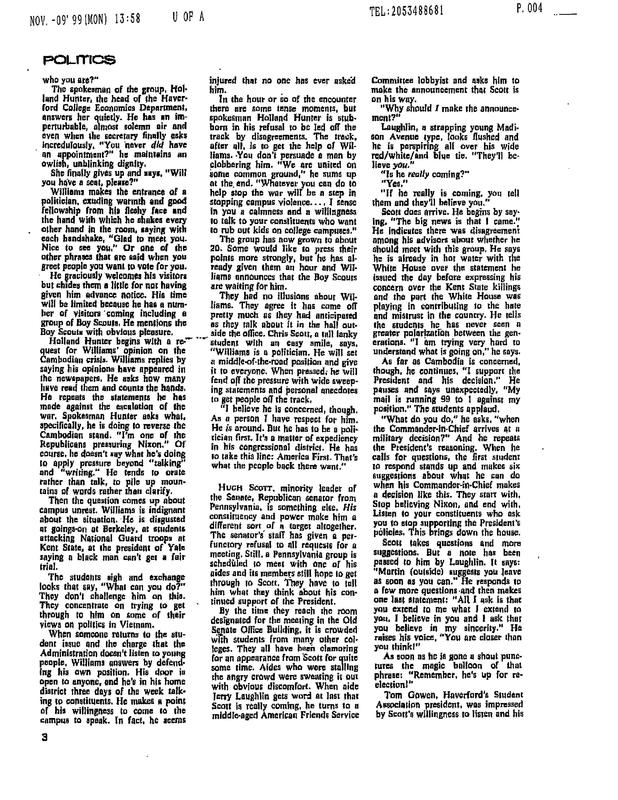 NOV. -09' 99 (MON) 13:58
U OF A
TEL:2053488681
P. 004
POLITICS
who you are?"
The spokesman of the group, Hol-
land Hunter, the head of the Haver-
ford College Economics Department,
answers her quietly. He has an im-
perturbable, almost solemn air and
even when the secretary finally asks
incredulously, "You never did have
an appointment?" he maintains an
owlish, unblinking dignity.
She finally gives up and says, "Will
you have a seat, please?"
Williams makes the entrance of a
politician, exuding warmth and good
fellowship from his fleshy face and
the hand with which he shakes every
other hand in the room, saying with
each handshake, "Glad to meet you.
Nice to see you." Or one of the
other phrases that are said when you
greet people you want to vote for you.
He graciously welcomes his visitors
but chides them a little for not having
given him advance notice. His time
will be limited because he has a num-
ber of visitors coming including a
group of Boy Scouts. He mentions the
Boy Scouts with obvious pleasure.
Holland Hunter begins with a re-
quest for Williams' opinion on the
Cambodian crisis. Williams replies by
saying his opinions have appeared in
the newspapers. He asks how many
have read them and counts the hands.
He repeats the statements he has
made against the escalation of the
war. Spokesman Hunter asks what,
specifically, he is doing to reverse the
Cambodian stand. "I'm one of the
Republicans pressuring Nixon." Of
course, he doesn't say what he's doing
to apply pressure beyond "talking"
and "writing." He tends to orate
rather than talk, to pile up moun-
tains of words rather than clarify.
Then the question comes up about
campus unrest. Williams is indignant
about the situation. He is disgusted
at goings-on at Berkeley, at students
attacking National Guard troops at
Kent State, at the president of Yale
saying a black man can't get a fair
trial.
The students sigh and exchange
looks that say, "What can you do?"
They don't challenge him on this.
They concentrate on trying to get
through to him on some of their
views on politics in Vietnam.
When someone returns to the stu-
dent issue and the charge that the
Administration doesn't listen to young
people, Williams answers by defend-
ing his own position. His door is
open to anyone, and he's in his home
district three days of the week talk-
ing to constituents. He makes a point
of his willingness to come to the
campus to speak. In fact, he seems
3
injured that no one has ever asked
him.
In the hour or so of the encounter
there are some tense moments, but
spokesman Holland Hunter is stub-
born in his refusal to be led off the
track by disagreements. The track,
after all, is to get the help of Wil-
liams. You don't persuade a man by
clobbering him. "We are united on
some common ground," he sums up
at the end. "Whatever you can do to
help stop the war will be a step in
stopping campus violence.... I sense
in you a calmness and a willingness
to talk to your constituents who want
to rub out kids on college campuses."
The group has now grown to about
20. Some would like to press their
points more strongly, but he has al-
ready given them an hour and Wil-
liams announces that the Boy Scouts
are waiting for him.
They had no illusions about Wil-
liams. They agree it has come off
pretty much as they had anticipated
as they talk about it in the hall out-
side the office. Chris Scott, a tall lanky
student with an easy smile, says,
"Williams is a politician. He will set
a middle-of-the-road position and give
it to everyone. When pressed, he will
fend off the pressure with wide sweep-
ing statements and personal anecdotes
to get people off the track.
"I believe he is concerned, though.
As a person I have respect for him.
He is around. But he has to be a poli-
tician first. It's a matter of expediency
in his congressional district. He has
to take this line: America First. That's
what the people back there want."
HUGH SCOTT, minority leader of
the Senate, Republican senator from
Pennsylvania, is something else. His
constituency and power make him a
different sort of a target altogether.
The senator's staff has given a per-
functory refusal to all requests for a
meeting. Still, a Pennsylvania group is
scheduled to meet with one of his
aides and its members still hope to get
through to Scott. They have to tell
him what they think about his con-
tinued support of the President.
By the time they reach the room
designated for the meeting in the Old
Senate Office Building, it is crowded
with students from many other col-
leges. They all have been clamoring
for an appearance from Scott for quite
some time. Aides who were stalling
the angry crowd were sweating it out
with obvious discomfort. When aide
Jerry Laughlin gets word at last that
Scott is really coming, he turns to a
middle-aged American Friends Service
Committee lobbyist and asks him to
make the announcement that Scott is
on his way.
"Why should I make the announce-
ment?"
Laughlin, a strapping young Madi-
son Avenue type, looks flushed and
he is perspiring all over his wide
red/white/and blue tie. "They'll be-
lieve you."
"Is he really coming?"
"Yes."
"If he is really coming, you tell
them and they'll believe you."
Scott does arrive. He begins by say-
ing, "The big news is that I came."
He indicates there was disagreement
among his advisors about whether he
should meet with this group. He says
he is already in hot water with the
White House over the statement he
issued the day before expressing his
concern over the Kent State killings
and the part the White House was
playing in contributing to the hate
and mistrust in the country. He tells
the students he has never seen a
greater polarization between the gen-
erations. "I am trying very hard to
understand what is going on," he says.
As far as Cambodia is concerned,
though, he continues, "I support the
President and his decision." He
pauses and says unexpectedly, "My
mail is running 99 to 1 against my
position." The students applaud.
"What do you do," he asks, "when
the Commander-in-Chief arrives at a
military decision?" And he repeats
the President's reasoning. When he
calls for questions, the first student
to respond stands up and makes six
suggestions about what he can do
when his Commander-in-Chief makes
a decision like this. They start with,
Stop believing Nixon, and end with,
Listen to your constituents who ask
you to stop supporting the President's
policies. This brings down the house.
Scott takes questions and more
suggestions. But a note has been
passed to him by Laughlin. It says:
"Martin (outside) suggests you leave
as soon as you can." He responds to
a few more questions and then makes
one last statement: "All I ask is that
you extend to me what I extend to
you, I believe in you and I ask that
you believe in my sincerity." He
raises his voice, "You are closer than
you think!"
As soon as he is gone a shout punc-
tures the magic balloon of that
phrase: "Remember, he's up for re-
election!"
Tom Gowen, Haverford's Student
Association president, was impressed
by Scott's willingness to listen and his